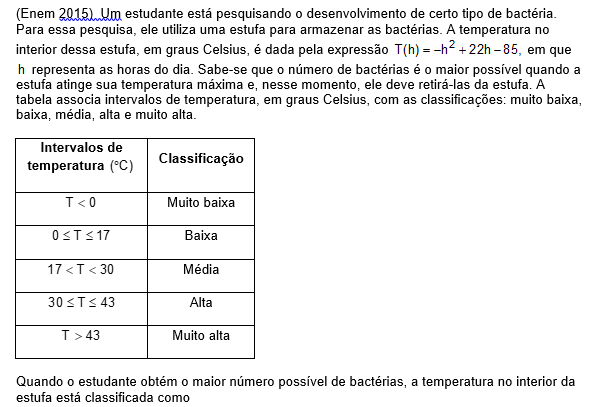 (Enem 2015) Um estudante está pesquisando o desenvolvimento de certo tipo de bactéria.
Para essa pesquisa, ele utiliza uma estufa para armazenar as bactérias. A temperatura no
interior dessa estufa, em graus Celsius, é dada pela expressão T(h) = –h² + 22h – 85, em que
h representa as horas do dia. Sabe-se que o número de bactérias é o maior possível quando a
estufa atinge sua temperatura máxima e, nesse momento, ele deve retirá-las da estufa. A
tabela associa intervalos de temperatura, em graus Celsius, com as classificações: muito baixa,
baixa, média, alta e muito alta.
Intervalos de
temperatura (°C) Classificação
T < 0 Muito baixa
0 ≤ T ≤ 17 Baixa
17 < T < 30 Média
30 ≤ T ≤ 43 Alta
T > 43 Muito alta
Quando o estudante obtém o maior número possível de bactérias, a temperatura no interior da
estufa está classificada como